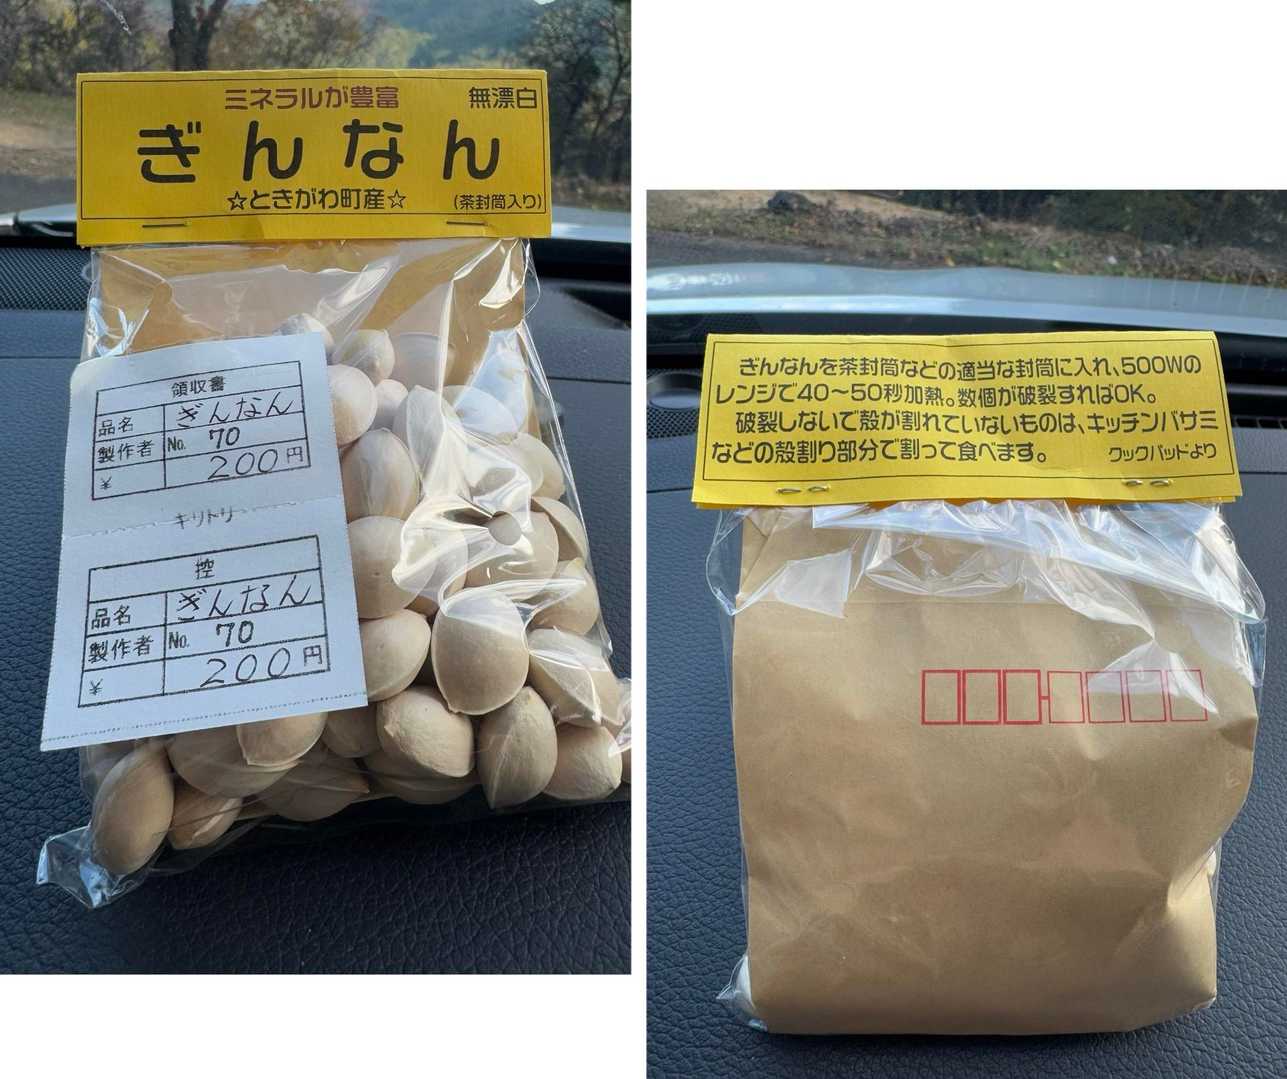 ミネラルが豊富 無漂白
ぎんなん
☆ときがわ町産☆ (茶封筒入り)
領収書
品名 ぎんなん
製作者 No. 70
¥ 200円
キリトリ
控
品名 ぎんなん
製作者 No. 70
¥ 200円
ぎんなんを茶封筒などの適当な封筒に入れ、500Wの
レンジで40～50秒加熱。数個が破裂すればOK。
破裂しないで殻が割れていないものは、キッチンバサミ
などの殻割り部分で割って食べます。 クックパッドより